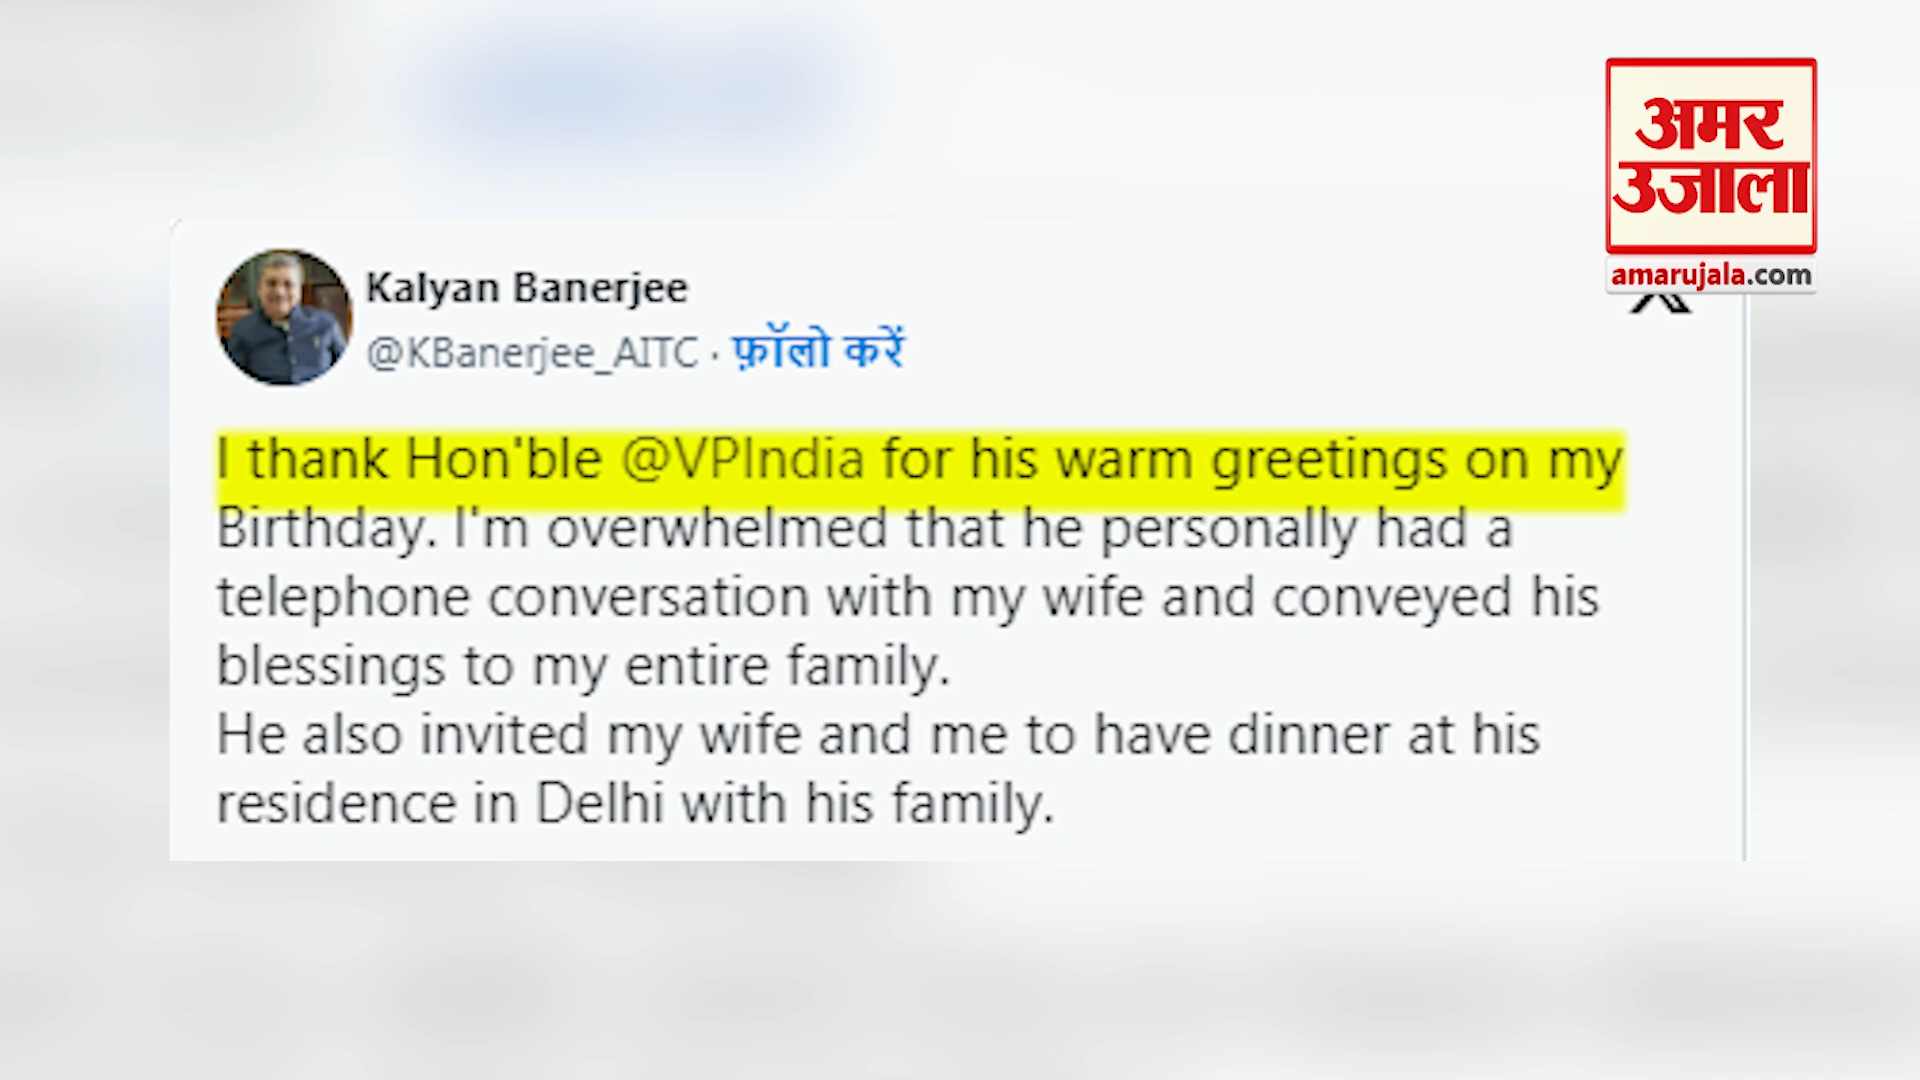 अमर
उजाला
amarujala.com
Kalyan Banerjee
@KBanerjee_AITC · फ़ॉलो करें
I thank Hon'ble @VPIndia for his warm greetings on my
Birthday. I'm overwhelmed that he personally had a
telephone conversation with my wife and conveyed his
blessings to my entire family.
He also invited my wife and me to have dinner at his
residence in Delhi with his family.